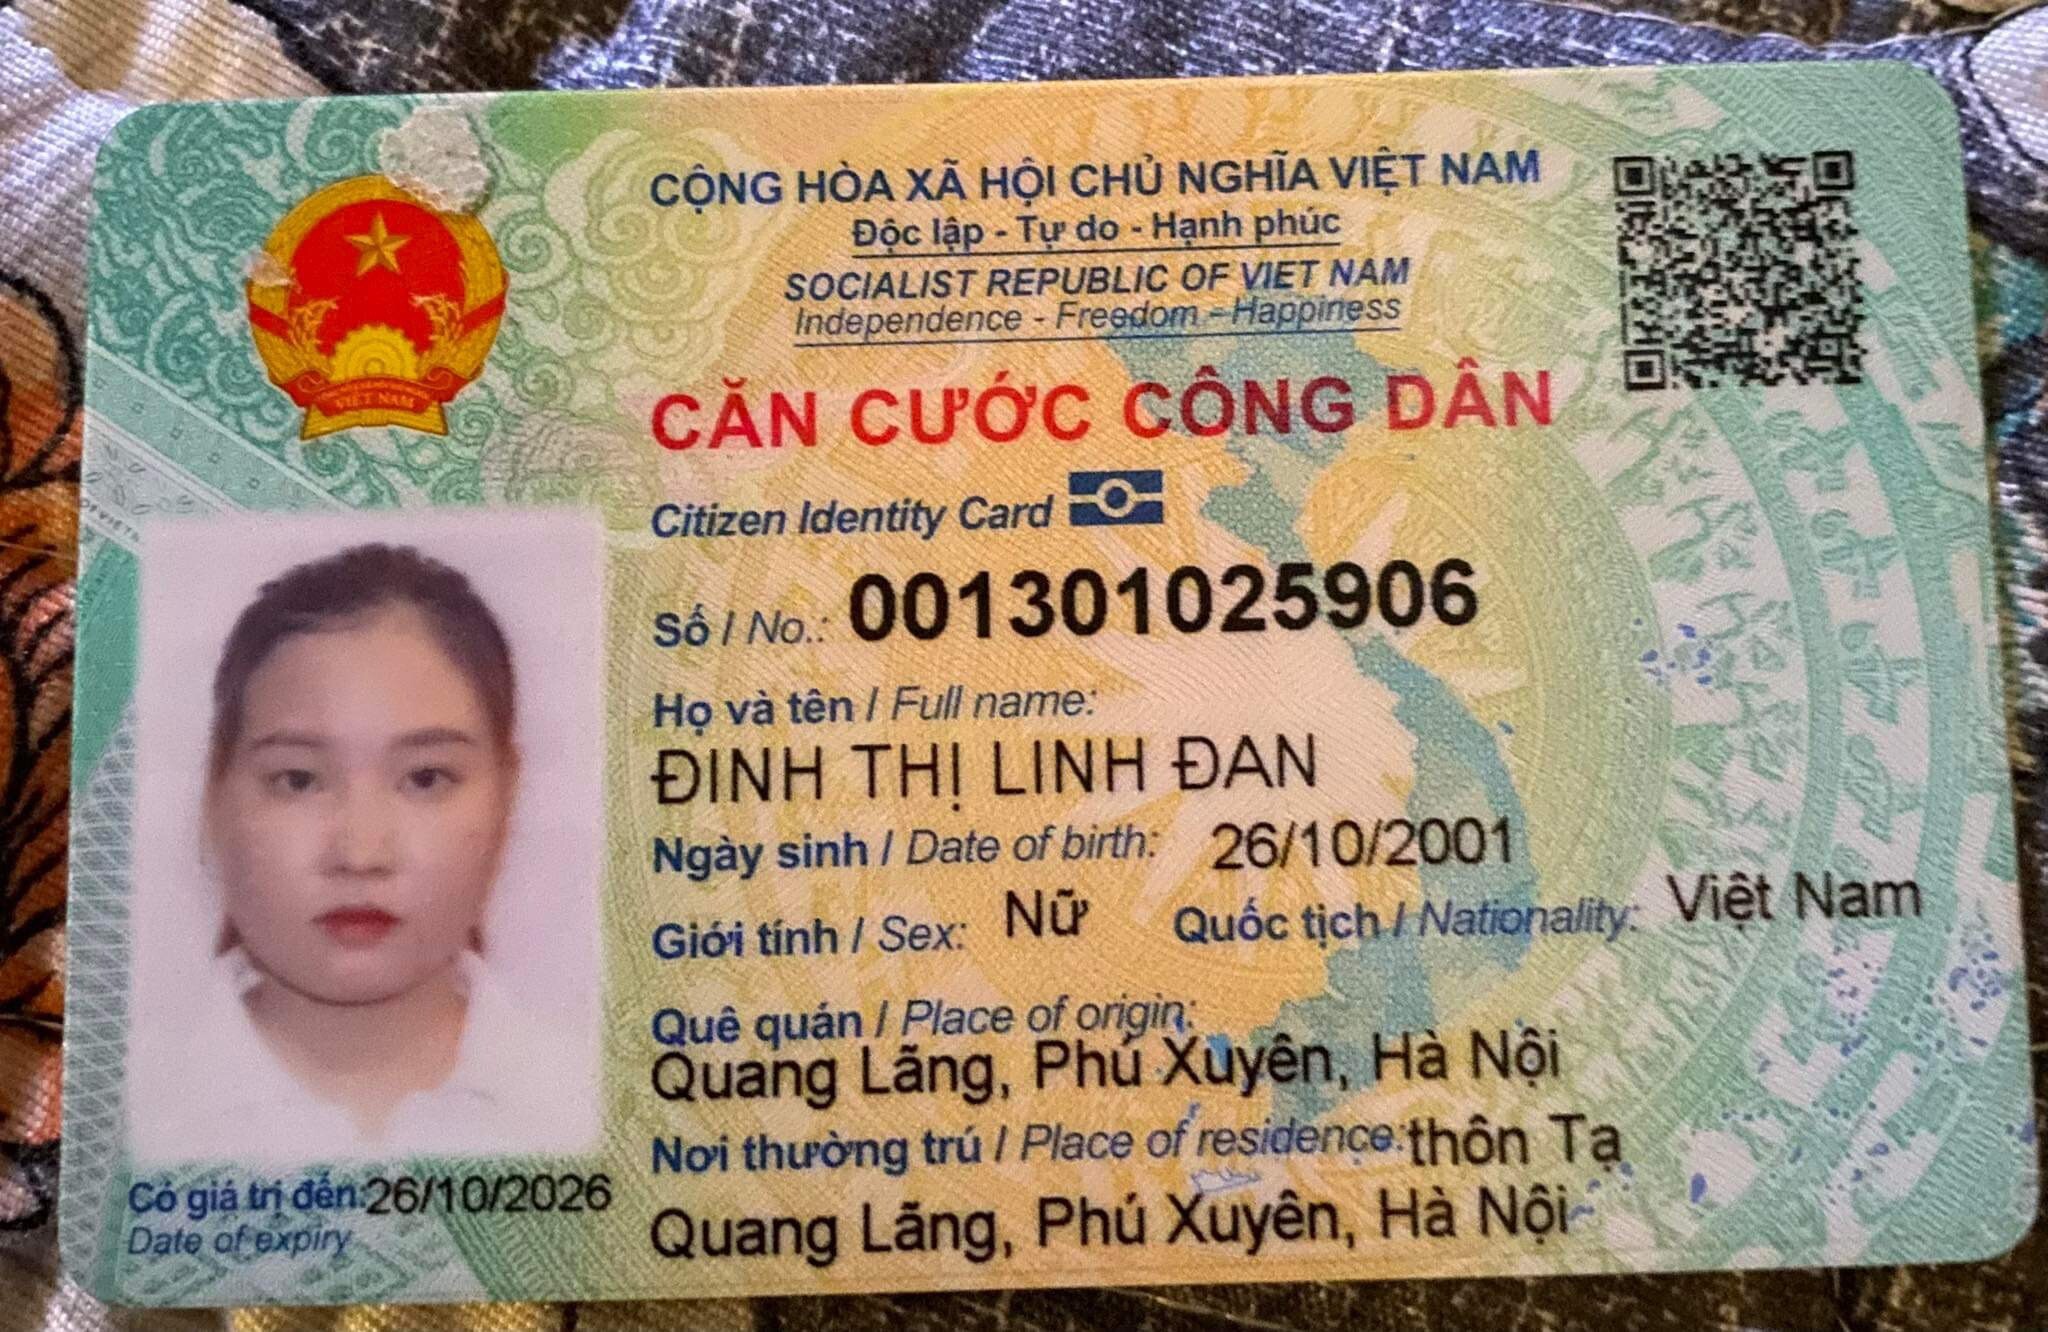 CỘNG HÒA XÃ HỘI CHỦ NGHĨA VIỆT NAM
Độc lập - Tự do - Hạnh phúc
SOCIALIST REPUBLIC OF VIET NAM
Independence - Freedom - Happiness
CĂN CƯỚC CÔNG DÂN
Citizen Identity Card
Số / No.: 001301025906
Họ và tên / Full name:
ĐINH THỊ LINH ĐAN
Ngày sinh / Date of birth: 26/10/2001
Giới tính / Sex: Nữ Quốc tịch / Nationality: Việt Nam
Quê quán / Place of origin:
Quang Lãng, Phú Xuyên, Hà Nội
Nơi thường trú / Place of residence: thôn Tạ
Quang Lãng, Phú Xuyên, Hà Nội
Có giá trị đến: 26/10/2026
Date of expiry
VIỆT NAM